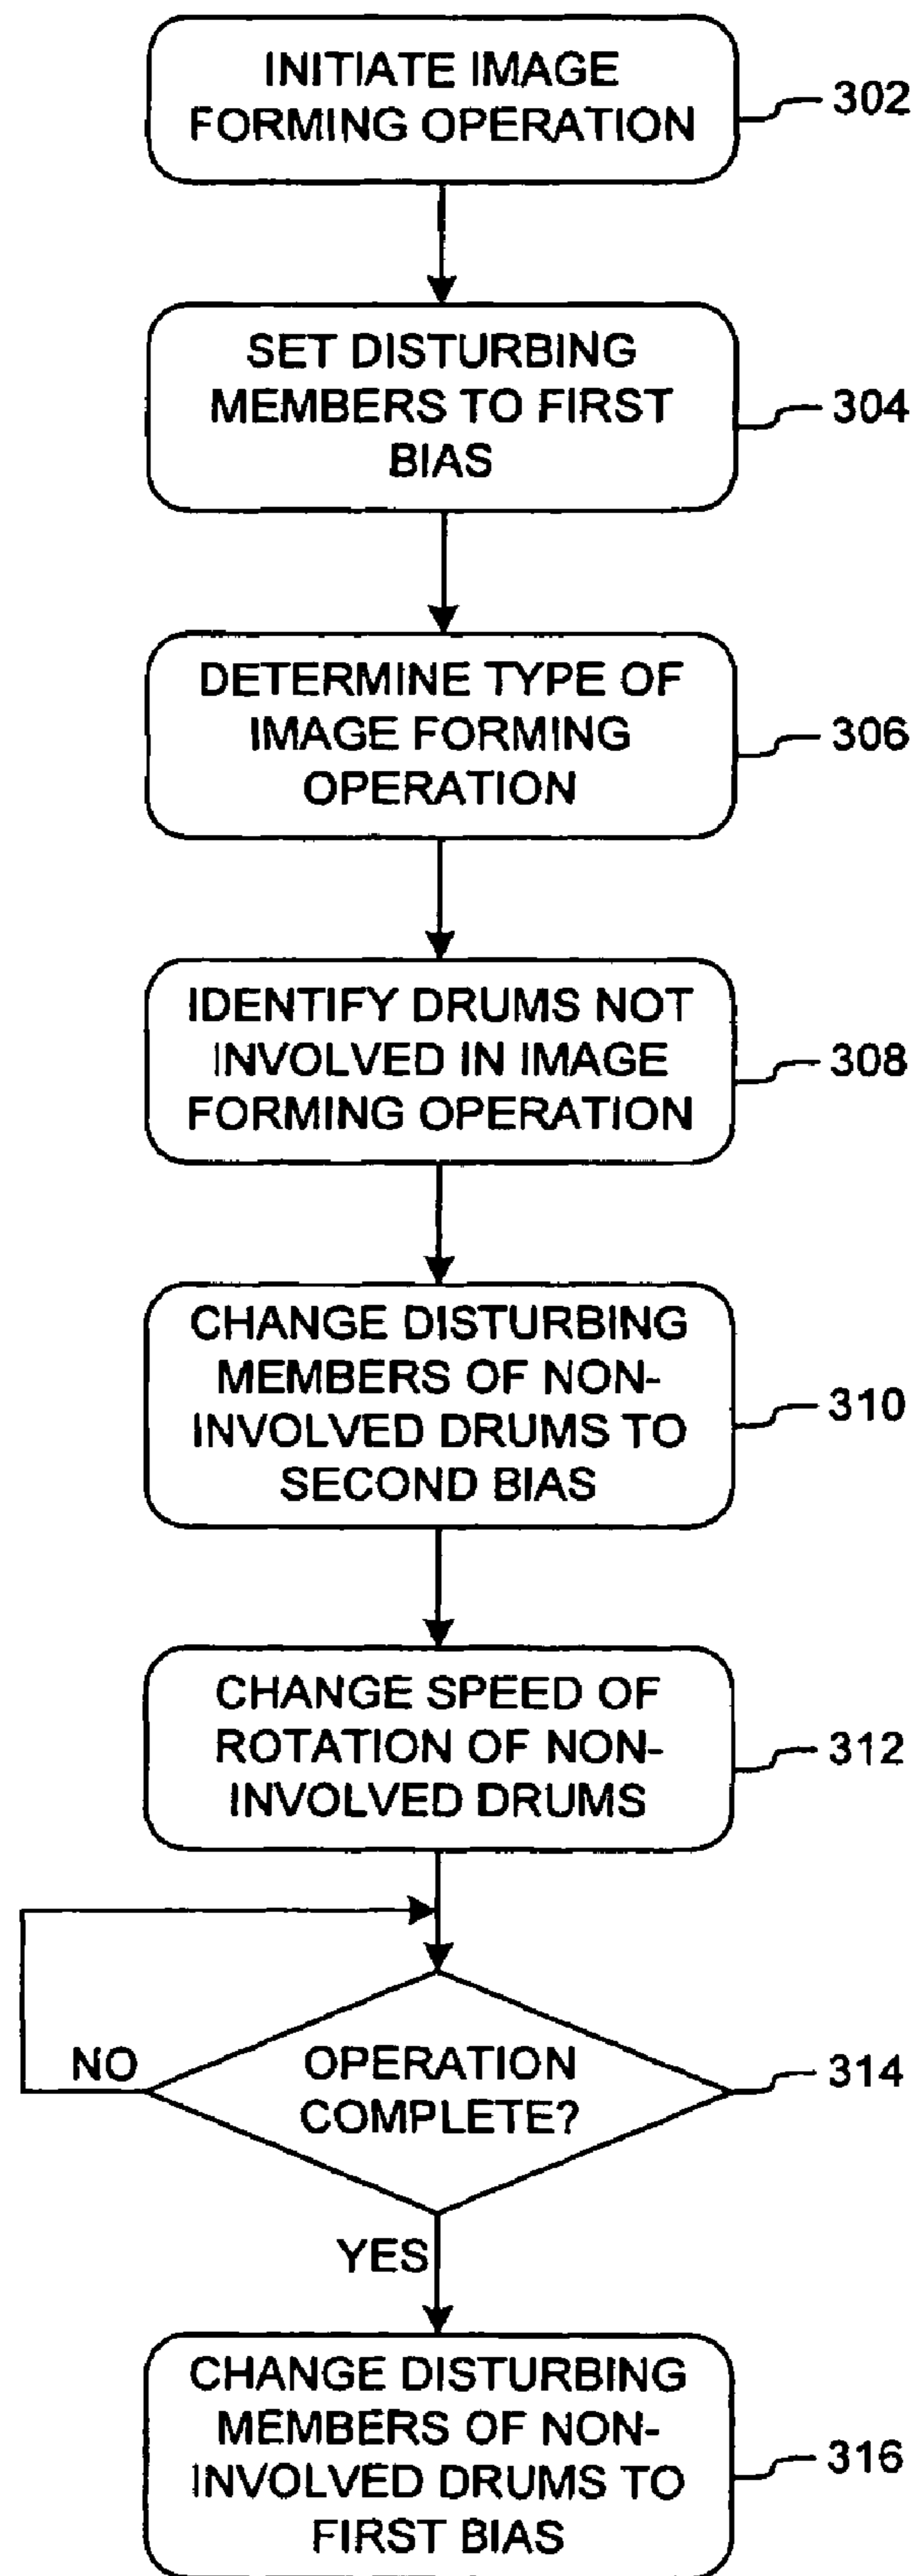 INITIATE IMAGE
FORMING OPERATION
302
SET DISTURBING
MEMBERS TO FIRST
BIAS
304
DETERMINE TYPE OF
IMAGE FORMING
OPERATION
306
IDENTIFY DRUMS NOT
INVOLVED IN IMAGE
FORMING OPERATION
308
CHANGE DISTURBING
MEMBERS OF NON-
INVOLVED DRUMS TO
SECOND BIAS
310
CHANGE SPEED OF
ROTATION OF NON-
INVOLVED DRUMS
312
NO
OPERATION
COMPLETE?
314
YES
CHANGE DISTURBING
MEMBERS OF NON-
INVOLVED DRUMS TO
FIRST BIAS
316